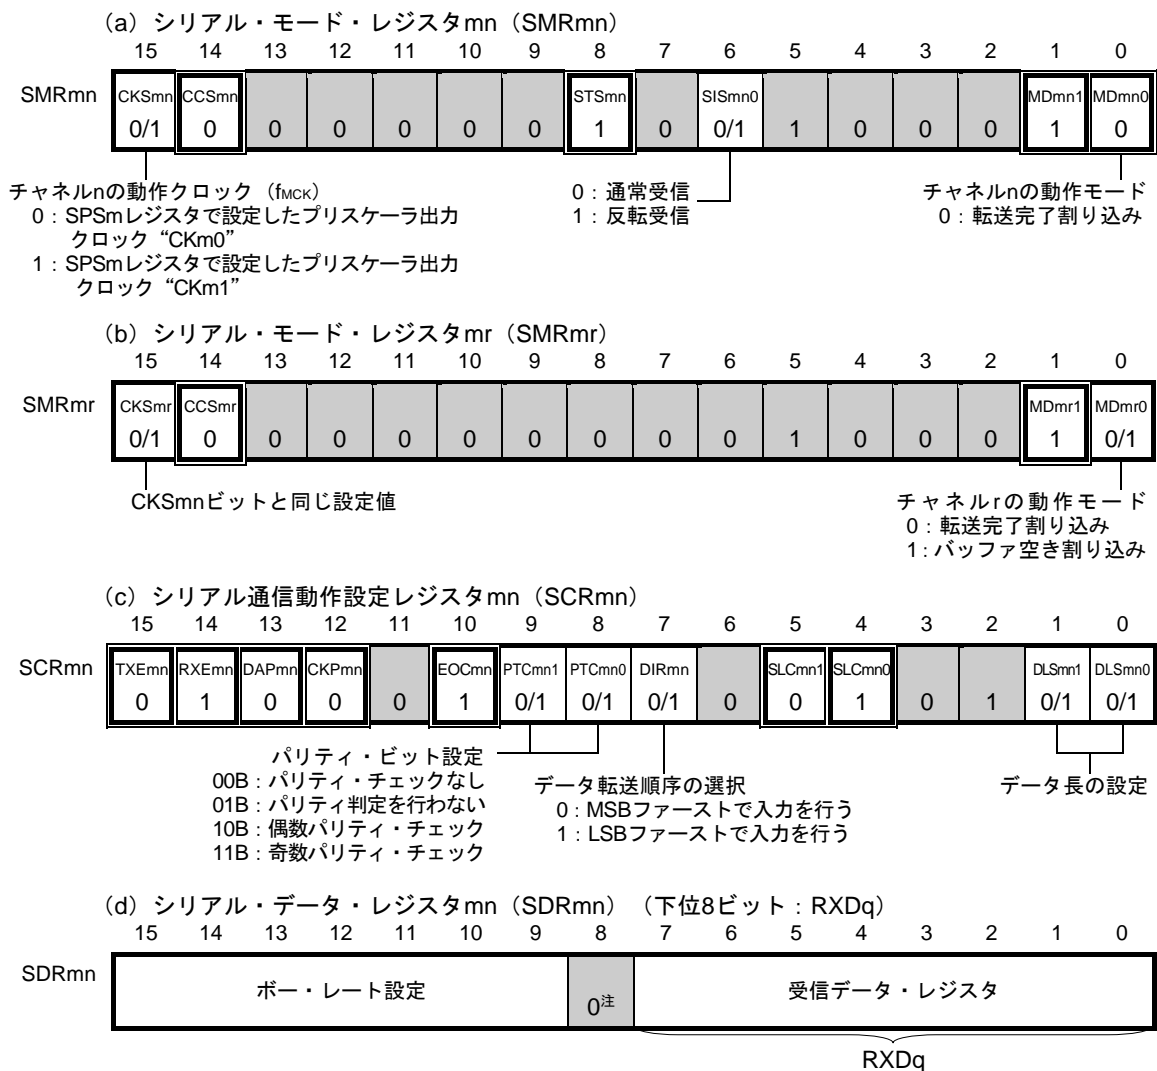 (a) シリアル・モード・レジスタmn（SMRmn）
15 14 13 12 11 10 9 8 7 6 5 4 3 2 1 0
SMRmn CKSmn CCSmn STSmn SISmn0 MDmn1 MDmn0
0/1 0 0 0 0 0 0 1 0 0/1 1 0 0 0 1 0
チャネルnの動作クロック（fMCK）
0：SPSmレジスタで設定したプリスケーラ出力
クロック“CKm0”
1：SPSmレジスタで設定したプリスケーラ出力
クロック“CKm1”
0：通常受信
1：反転受信
チャネルnの動作モード
0：転送完了割り込み
(b) シリアル・モード・レジスタmr（SMRmr）
15 14 13 12 11 10 9 8 7 6 5 4 3 2 1 0
SMRmr CKSmr CCSmr MDmr1 MDmr0
0/1 0 0 0 0 0 0 0 0 0 1 0 0 0 1 0/1
CKSmnビットと同じ設定値
チャネルrの動作モード
0：転送完了割り込み
1：バッファ空き割り込み
(c) シリアル通信動作設定レジスタmn（SCRmn）
15 14 13 12 11 10 9 8 7 6 5 4 3 2 1 0
SCRmn TXEmn RXEmn DAPmn CKPmn EOCmn PTCmn1 PTCmn0 DIRmn SLCmn1 SLCmn0 DLSmn1 DLSmn0
0 1 0 0 0 1 0/1 0/1 0/1 0 0 1 0 1 0/1 0/1
パリティ・ビット設定
00B：パリティ・チェックなし
01B：パリティ判定を行わない
10B：偶数パリティ・チェック
11B：奇数パリティ・チェック
データ転送順序の選択
0：MSBファーストで入力を行う
1：LSBファーストで入力を行う
データ長の設定
(d) シリアル・データ・レジスタmn（SDRmn）（下位8ビット：RXDq）
15 14 13 12 11 10 9 8 7 6 5 4 3 2 1 0
SDRmn ボー・レート設定 0注 受信データ・レジスタ
RXDq